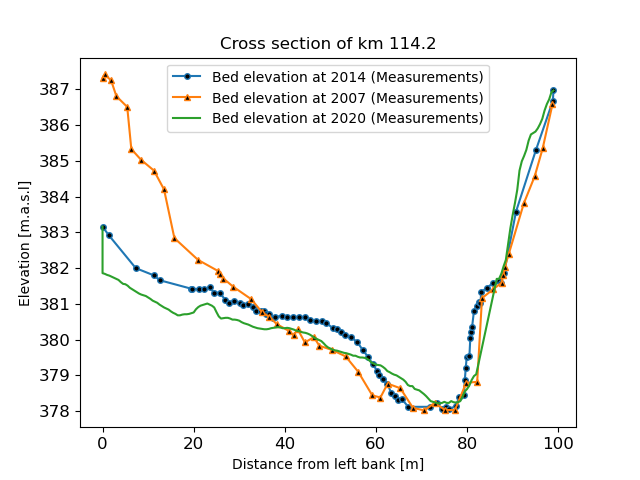 Cross section of km 114.2
Bed elevation at 2014 (Measurements)
Bed elevation at 2007 (Measurements)
Bed elevation at 2020 (Measurements)
Elevation [m.a.s.l]
387
386
385
384
383
382
381
380
379
378
0 20 40 60 80 100
Distance from left bank [m]